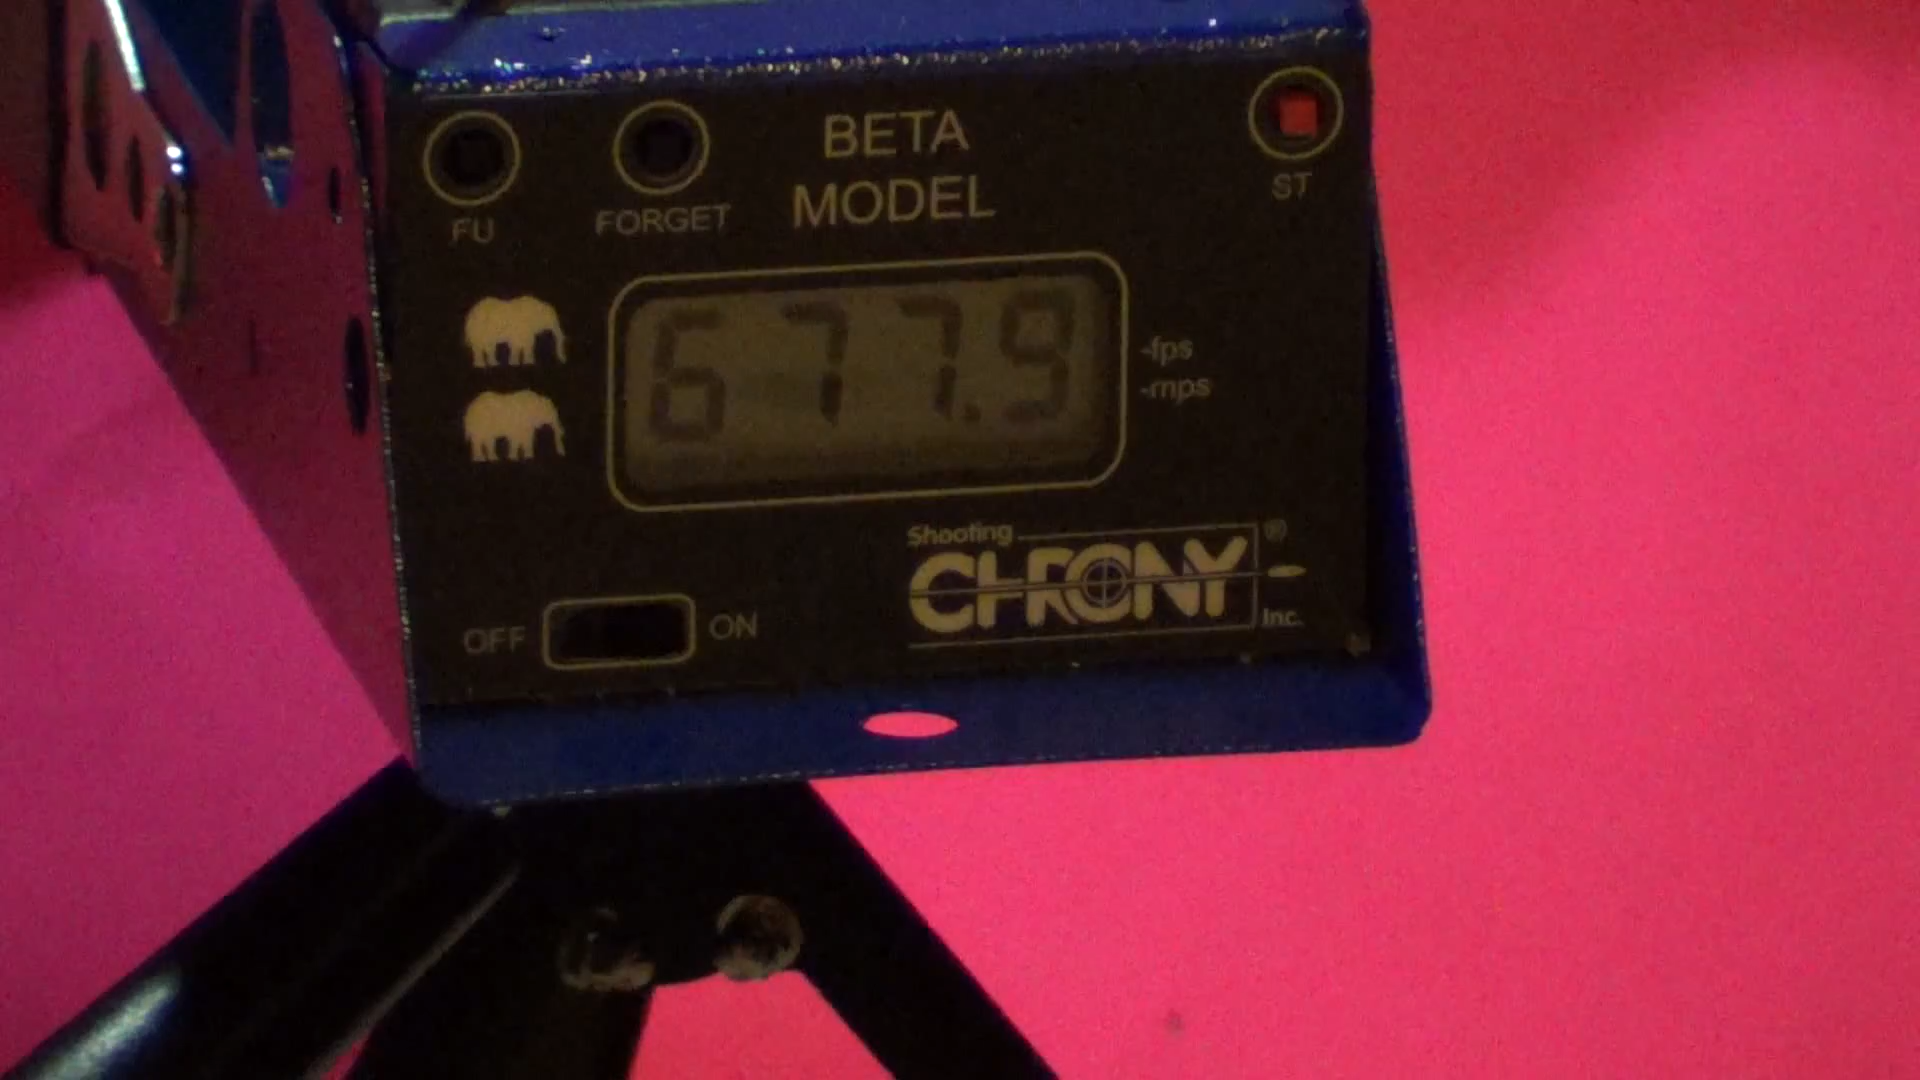 BETA
MODEL
FU
FORGET
ST
677.9
-fps
-mps
Shooting
CHRONY ®
Inc.
OFF
ON